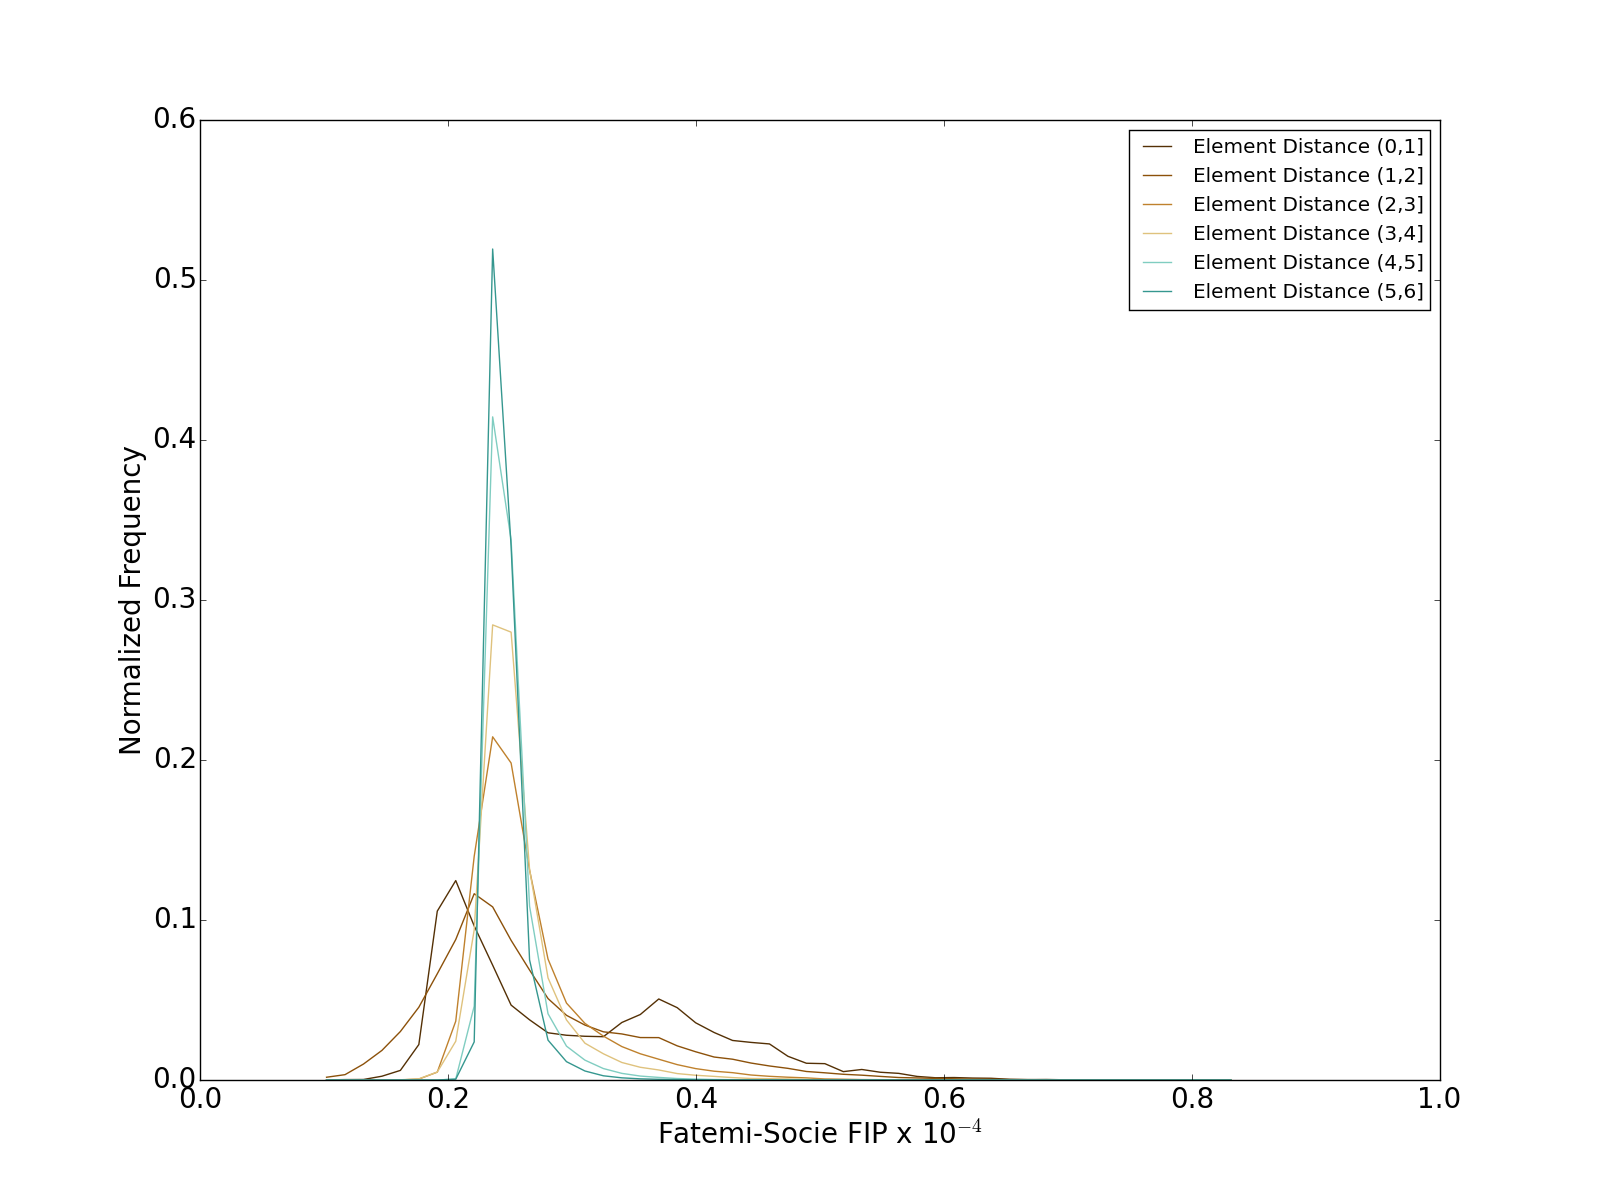 0.6
0.5
0.4
0.3
0.2
0.1
0.0
Normalized Frequency
Element Distance (0,1]
Element Distance (1,2]
Element Distance (2,3]
Element Distance (3,4]
Element Distance (4,5]
Element Distance (5,6]
0.0 0.2 0.4 0.6 0.8 1.0
Fatemi-Socie FIP x 10⁻⁴